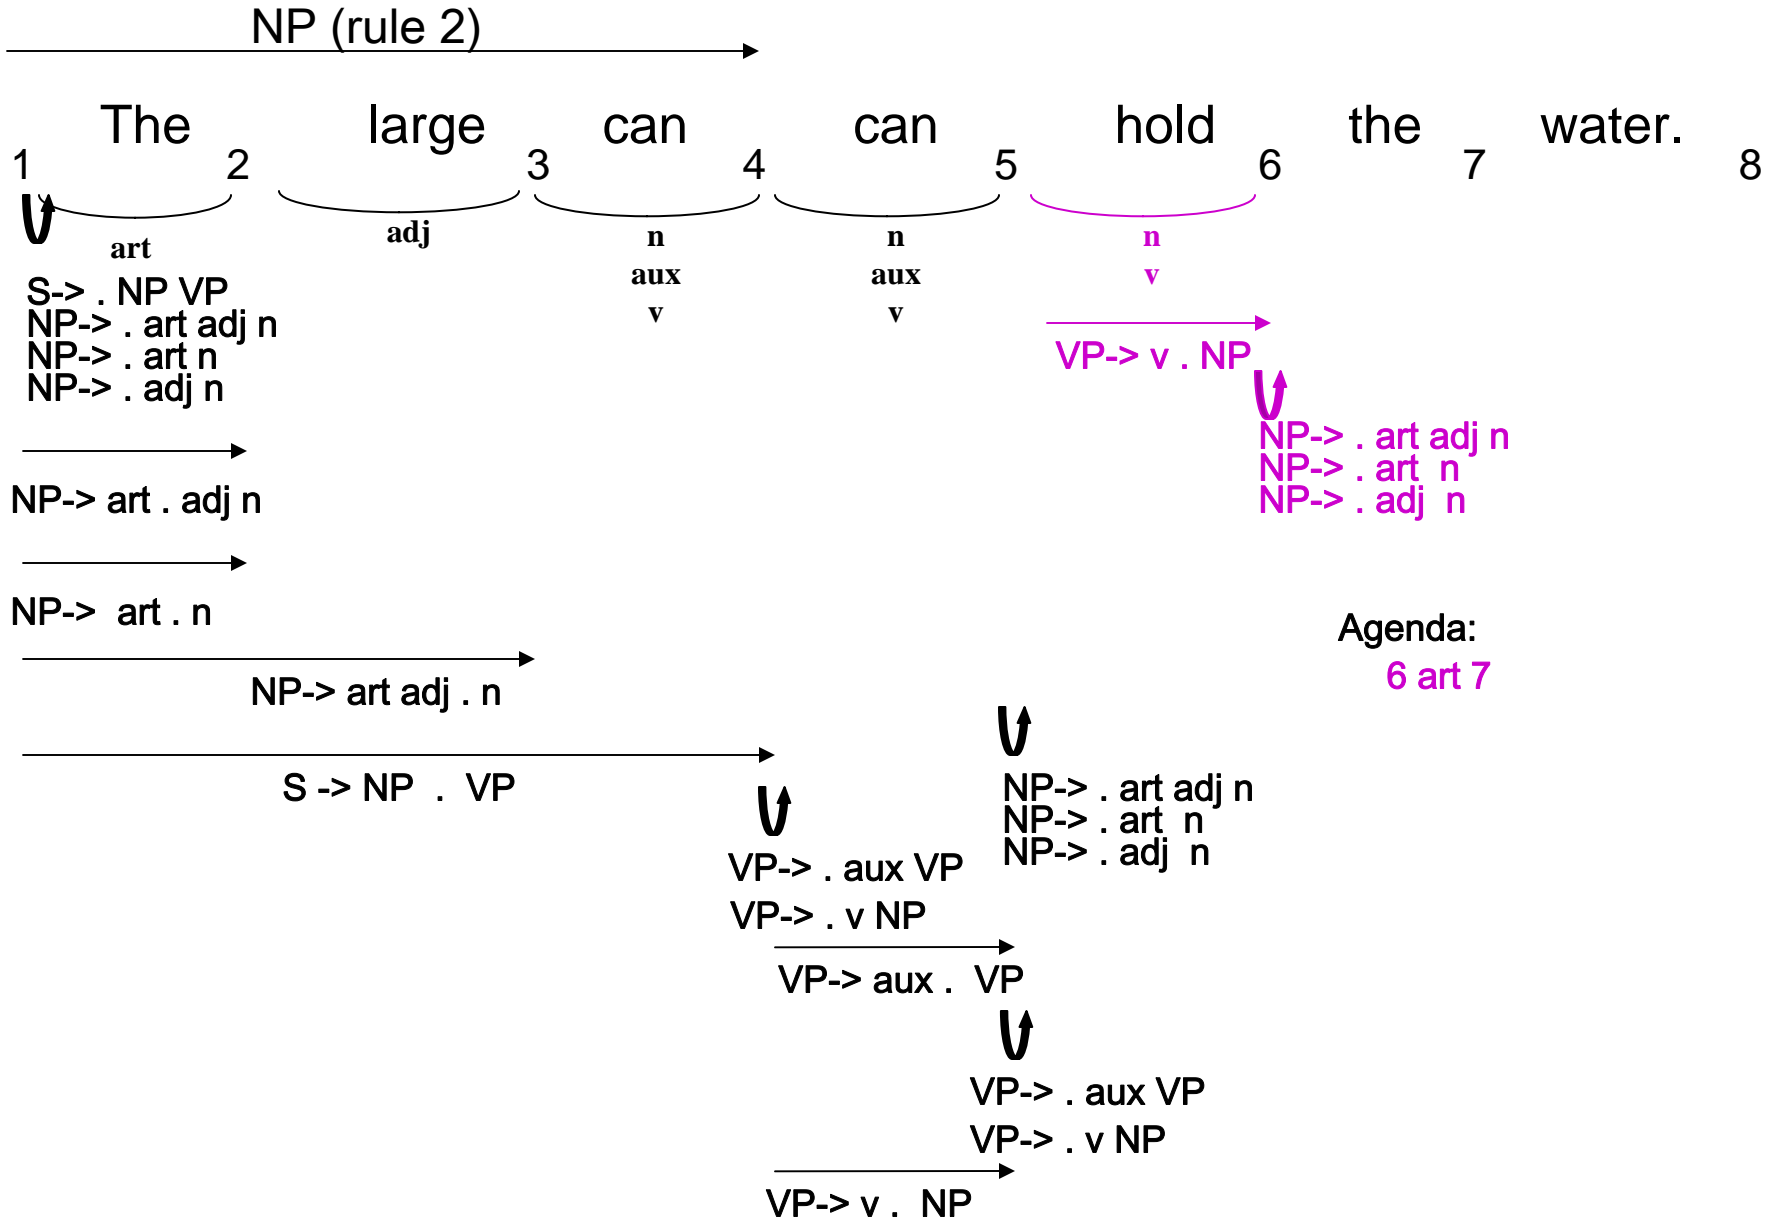 NP (rule 2)
The large can can hold the water.
1 2 3 4 5 6 7 8
art adj n n n
aux aux v
v v
S-> . NP VP
NP-> . art adj n
NP-> . art n
NP-> . adj n
VP-> v . NP
NP-> . art adj n
NP-> . art n
NP-> . adj n
NP-> art . adj n
NP-> art . n
Agenda:
6 art 7
NP-> art adj . n
S -> NP . VP
NP-> . art adj n
NP-> . art n
NP-> . adj n
VP-> . aux VP
VP-> . v NP
VP-> aux . VP
VP-> . aux VP
VP-> . v NP
VP-> v . NP